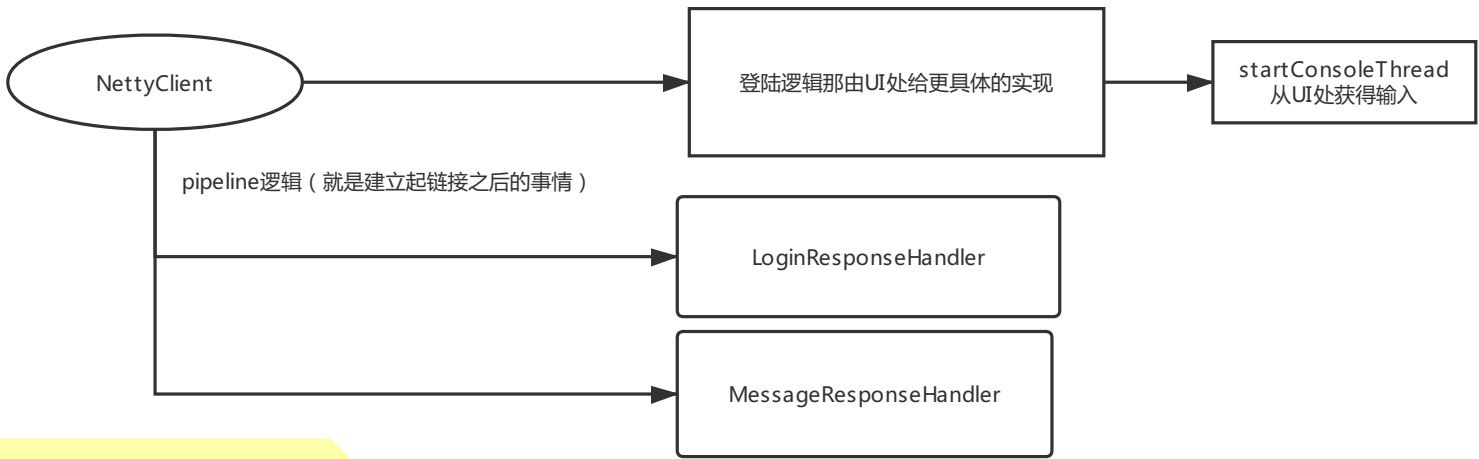 NettyClient
登陆逻辑那由UI处给更具体的实现
startConsoleThread
从UI处获得输入
pipeline逻辑（就是建立起链接之后的事情）
LoginResponseHandler
MessageResponseHandler